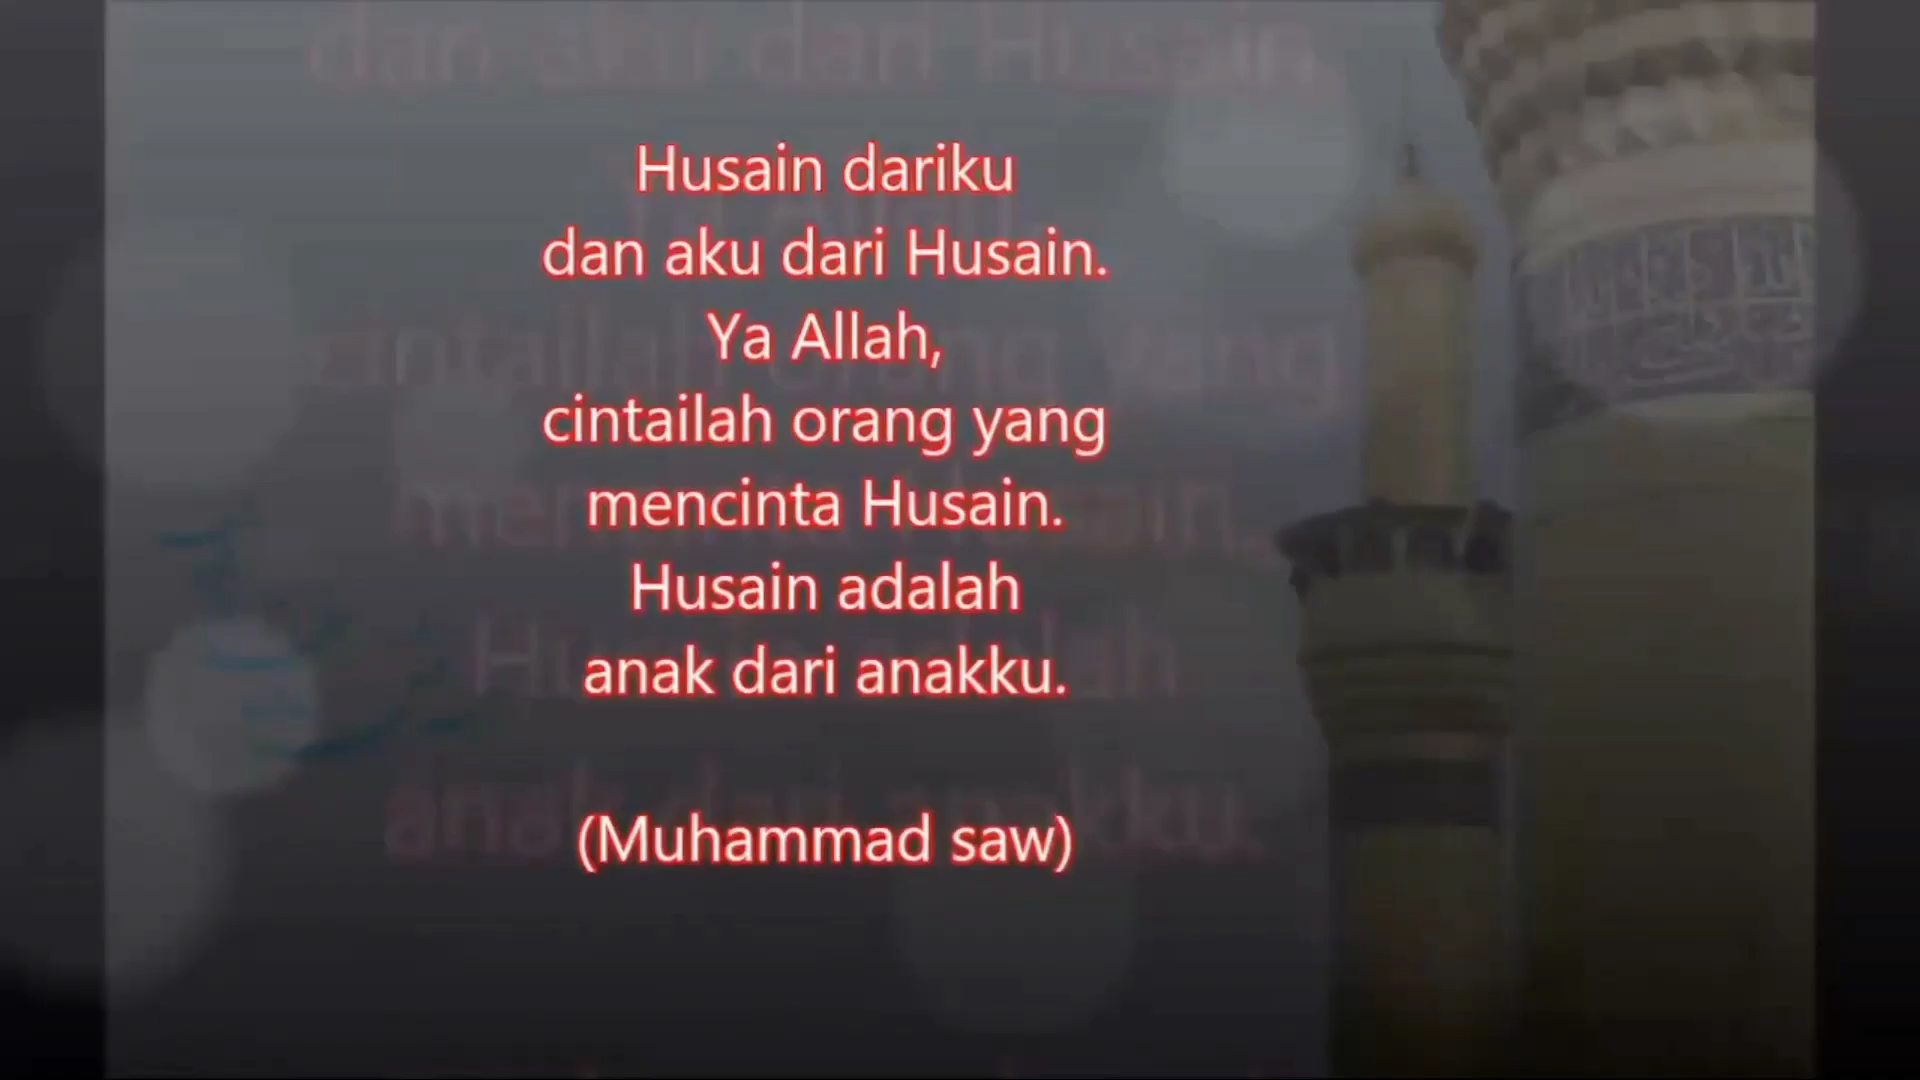 Husain dariku
dan aku dari Husain.
Ya Allah,
cintailah orang yang
mencinta Husain.
Husain adalah
anak dari anakku.
(Muhammad saw)